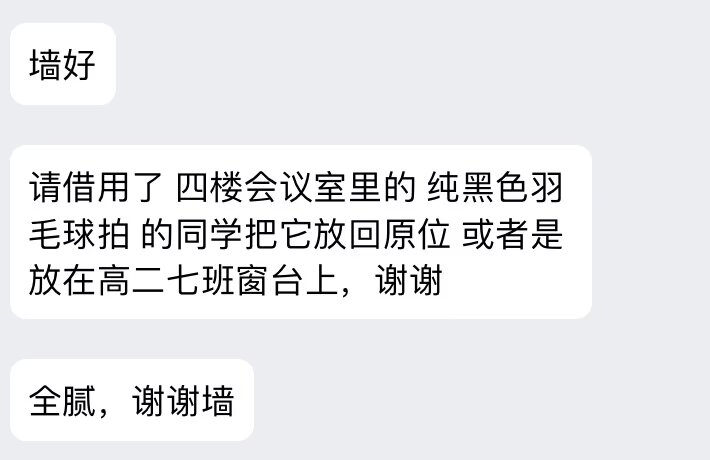 墙好
请借用了 四楼会议室里的 纯黑色羽
毛球拍 的同学把它放回原位 或者是
放在高二七班窗台上，谢谢
全腻，谢谢墙